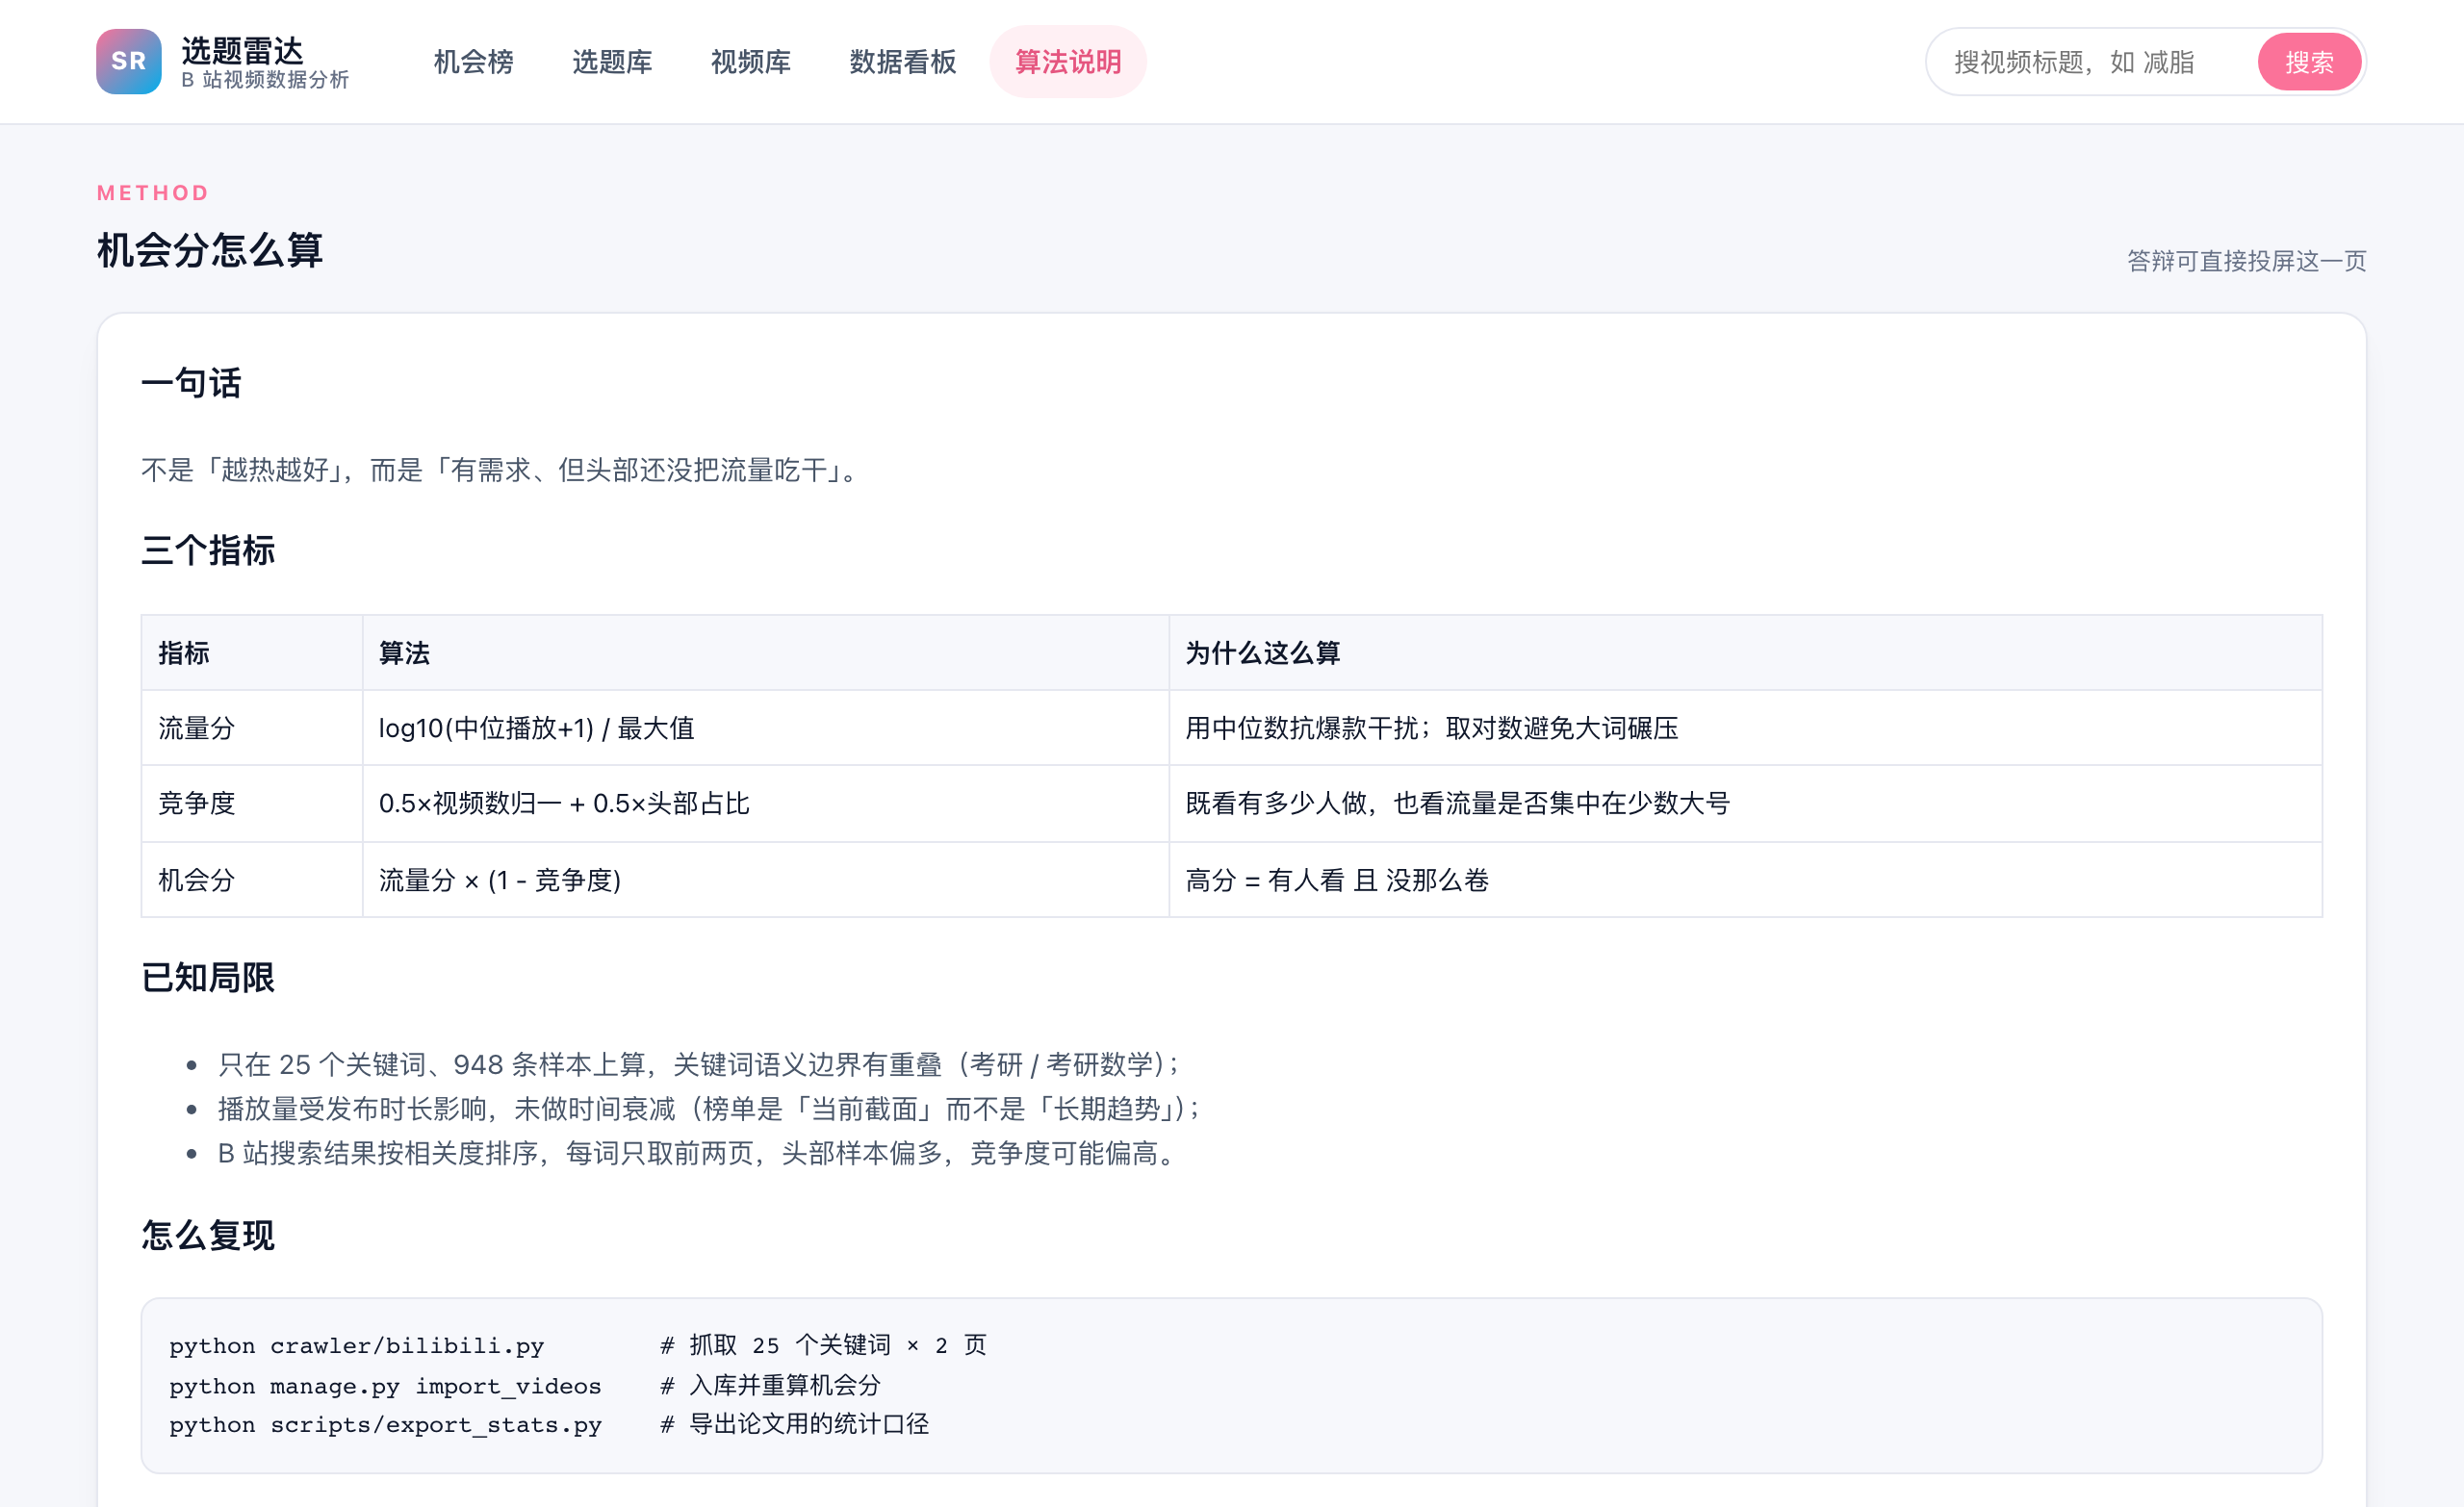 SR
选题雷达
B 站视频数据分析
机会榜 选题库 视频库 数据看板 算法说明
搜视频标题，如 减脂 搜索
METHOD
机会分怎么算
答辩可直接投屏这一页
一句话
不是「越热越好」，而是「有需求、但头部还没把流量吃干」。
三个指标
指标 算法 为什么这么算
流量分 log10(中位播放+1) / 最大值 用中位数抗爆款干扰；取对数避免大词碾压
竞争度 0.5×视频数归一 + 0.5×头部占比 既看有多少人做，也看流量是否集中在少数大号
机会分 流量分 × (1 - 竞争度) 高分 = 有人看 且 没那么卷
已知局限
• 只在 25 个关键词、948 条样本上算，关键词语义边界有重叠（考研 / 考研数学）；
• 播放量受发布时长影响，未做时间衰减（榜单是「当前截面」而不是「长期趋势」）；
• B 站搜索结果按相关度排序，每词只取前两页，头部样本偏多，竞争度可能偏高。
怎么复现
python crawler/bilibili.py # 抓取 25 个关键词 × 2 页
python manage.py import_videos # 入库并重算机会分
python scripts/export_stats.py # 导出论文用的统计口径